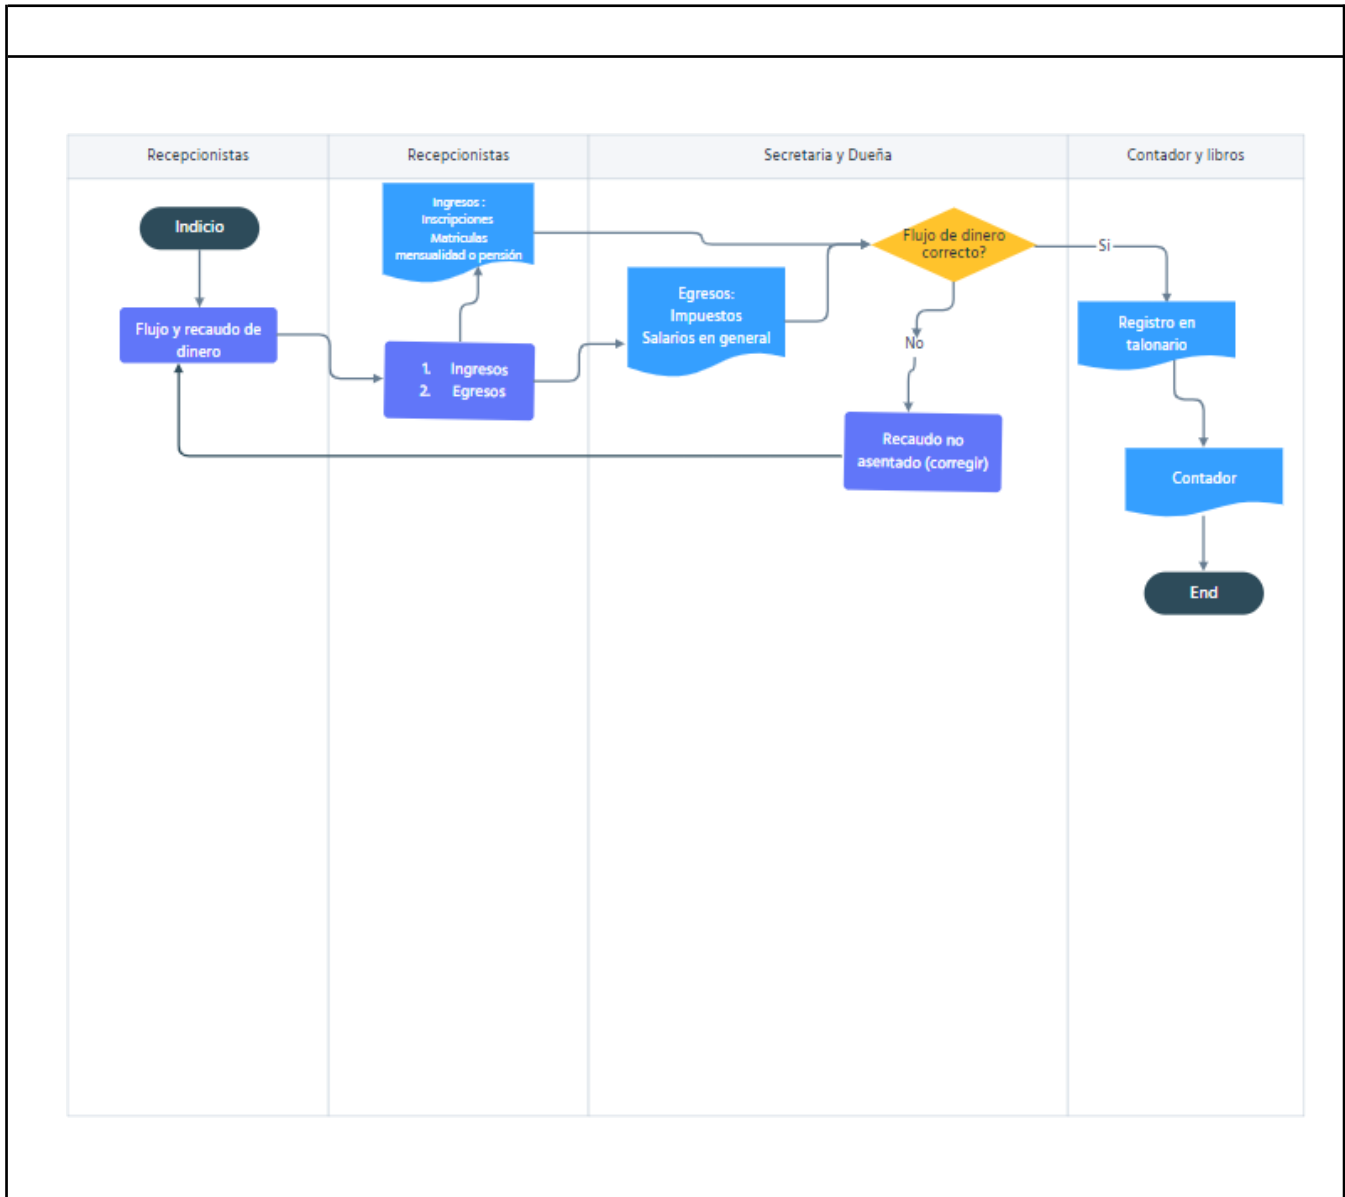 Recepcionistas
Recepcionistas
Secretaria y Dueña
Contador y libros
Indicio
Flujo y recaudo de
dinero
Ingresos :
Inscripciones
Matriculas
mensualidad o pensión
1. Ingresos
2. Egresos
Egresos:
Impuestos
Salarios en general
Flujo de dinero
correcto?
Si
No
Recaudo no
asentado (corregir)
Registro en
talonario
Contador
End